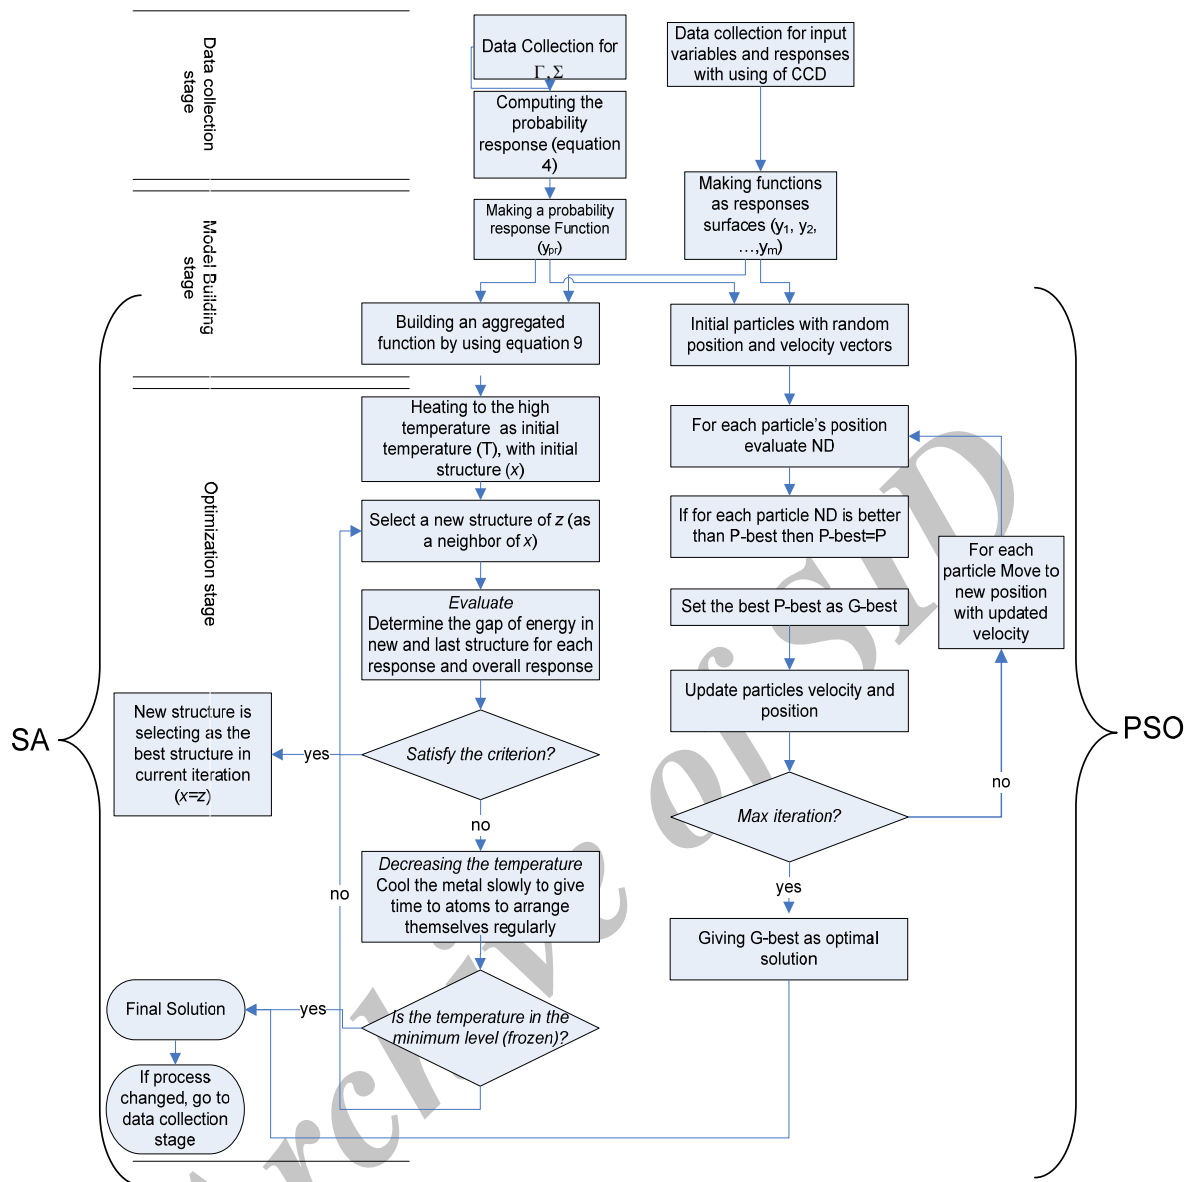 Data collection
stage
Data Collection for
Γ, Σ
Data collection for input
variables and responses
with using of CCD
Computing the
probability
response (equation
4)
Making a probability
response Function
(ypr)
Making functions
as responses
surfaces (y1, y2,
…,ym)
Model Building
stage
Building an aggregated
function by using equation 9
Initial particles with random
position and velocity vectors
Optimization stage
Heating to the high
temperature as initial
temperature (T), with initial
structure (x)
For each particle's position
evaluate ND
Select a new structure of z (as
a neighbor of x)
If for each particle ND is better
than P-best then P-best=P
For each
particle Move to
new position
with updated
velocity
Evaluate
Determine the gap of energy in
new and last structure for each
response and overall response
Set the best P-best as G-best
Update particles velocity and
position
SA
New structure is
selecting as the
best structure in
current iteration
(x=z)
yes
Satisfy the criterion?
no
PSO
Max iteration?
no
yes
Decreasing the temperature
Cool the metal slowly to give
time to atoms to arrange
themselves regularly
no
Giving G-best as optimal
solution
Final Solution
yes
Is the temperature in the
minimum level (frozen)?
If process
changed, go to
data collection
stage
Archive of SID